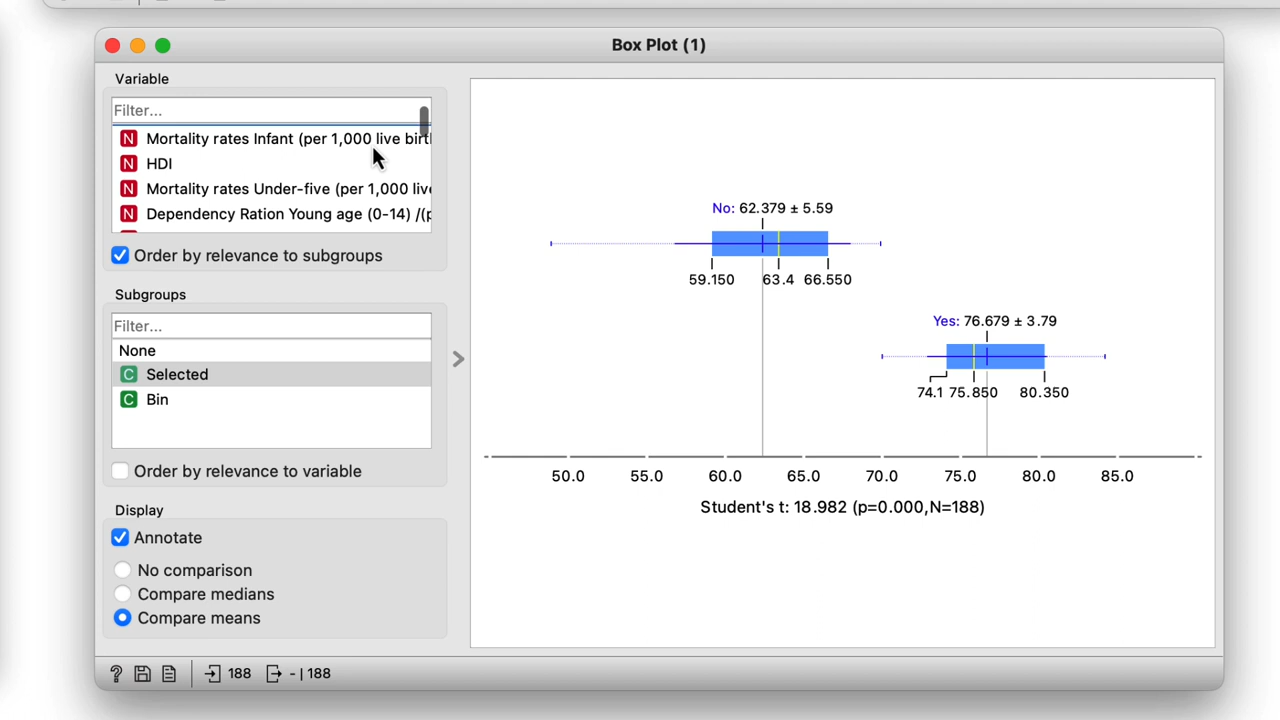 Box Plot (1)
Variable
Filter...
N Mortality rates Infant (per 1,000 live birt
N HDI
N Mortality rates Under-five (per 1,000 live
N Dependency Ration Young age (0-14) /(p
Order by relevance to subgroups
Subgroups
Filter...
None
C Selected
C Bin
Order by relevance to variable
Display
Annotate
No comparison
Compare medians
Compare means
? 188 - | 188
No: 62.379 ± 5.59
59.150 63.4 66.550
Yes: 76.679 ± 3.79
74.1 75.850 80.350
50.0 55.0 60.0 65.0 70.0 75.0 80.0 85.0
Student's t: 18.982 (p=0.000,N=188)